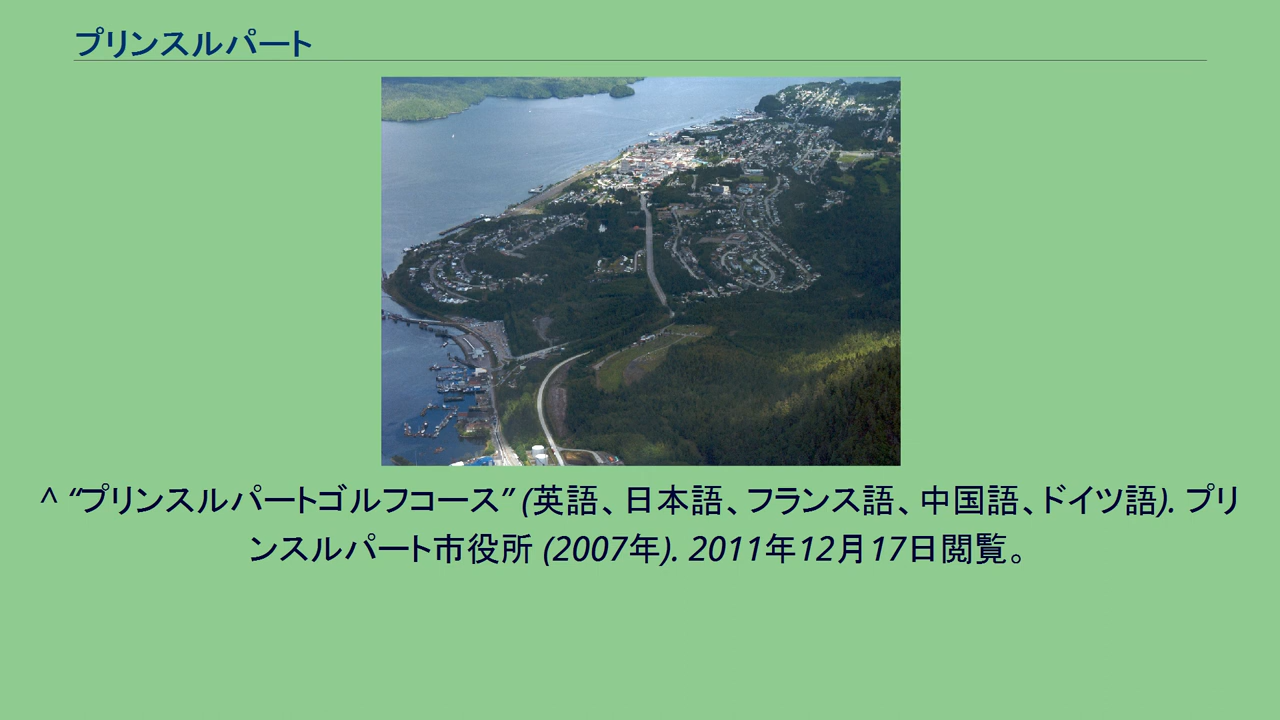 プリンスルパート
^ “プリンスルパートゴルフコース” (英語、日本語、フランス語、中国語、ドイツ語). プリ
ンスルパート市役所 (2007年). 2011年12月17日閲覧。